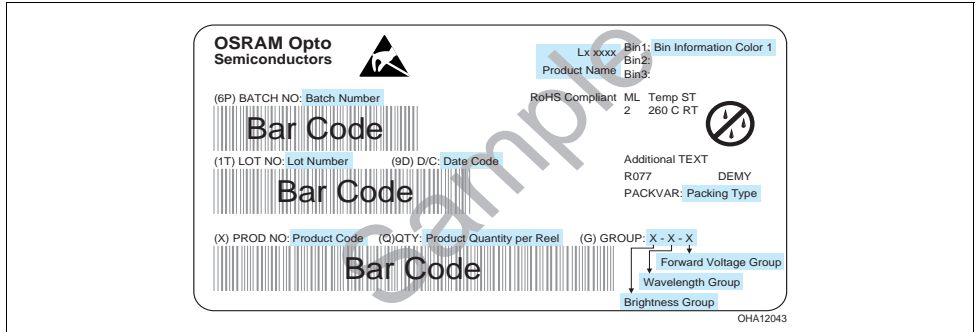 OSRAM Opto
Semiconductors
Lx xxxx
Product Name
Bin1: Bin Information Color 1
Bin2:
Bin3:
(6P) BATCH NO: Batch Number
Bar Code
RoHS Compliant
ML Temp ST
2 260 C RT
(1T) LOT NO: Lot Number (9D) D/C: Date Code
Bar Code
Additional TEXT
R077 DEMY
PACKVAR: Packing Type
(X) PROD NO: Product Code (Q)QTY: Product Quantity per Reel (G) GROUP: X - X - X
Bar Code
Forward Voltage Group
Wavelength Group
Brightness Group
Sample
OHA12043